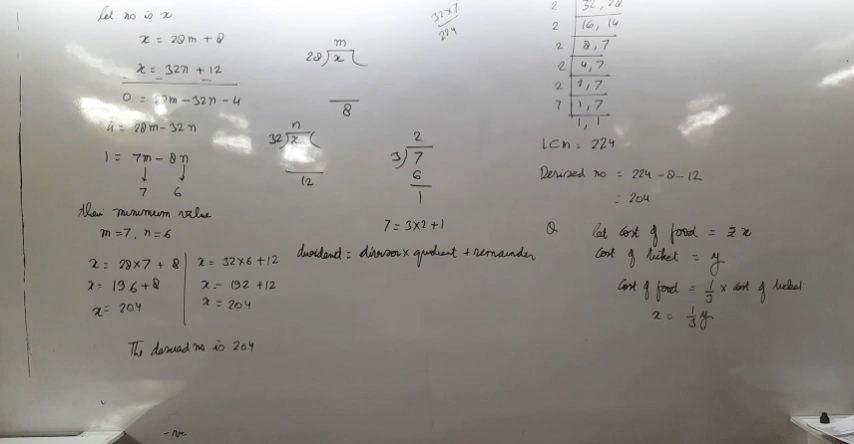 let no is x
x = 28m + 8
x = 32n + 12
0 = 28m - 32n - 4
4 = 28m - 32n
1 = 7m - 8n
↓ ↓
7 6
their minimum value
m = 7, n = 6
x = 28×7 + 8
x = 196 + 8
x = 204
x = 32×6 + 12
x = 192 + 12
x = 204
The desired no is 204
-ve
m
28) x
8
n
32) x
12
2
3) 7
6
1
7 = 3×2 + 1
dividend = divisor × quotient + remainder
32×7
224
2 | 32, 28
2 | 16, 14
2 | 8, 7
2 | 4, 7
2 | 2, 7
7 | 1, 7
1, 1
LCM = 224
Desired no = 224 - 8 - 12
= 204
Q let cost of food = x
cost of ticket = y
cost of food = 1/3 × cost of ticket
x = 1/3 y